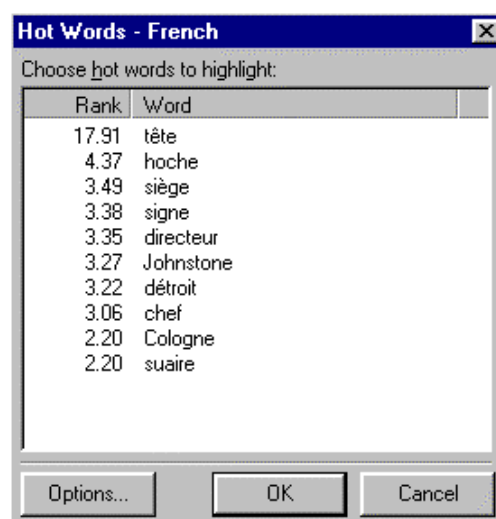 Hot Words - French
Choose hot words to highlight:
Rank Word
17.91 tête
4.37 hoche
3.49 siège
3.38 signe
3.35 directeur
3.27 Johnstone
3.22 détroit
3.06 chef
2.20 Cologne
2.20 suaire
Options... OK Cancel